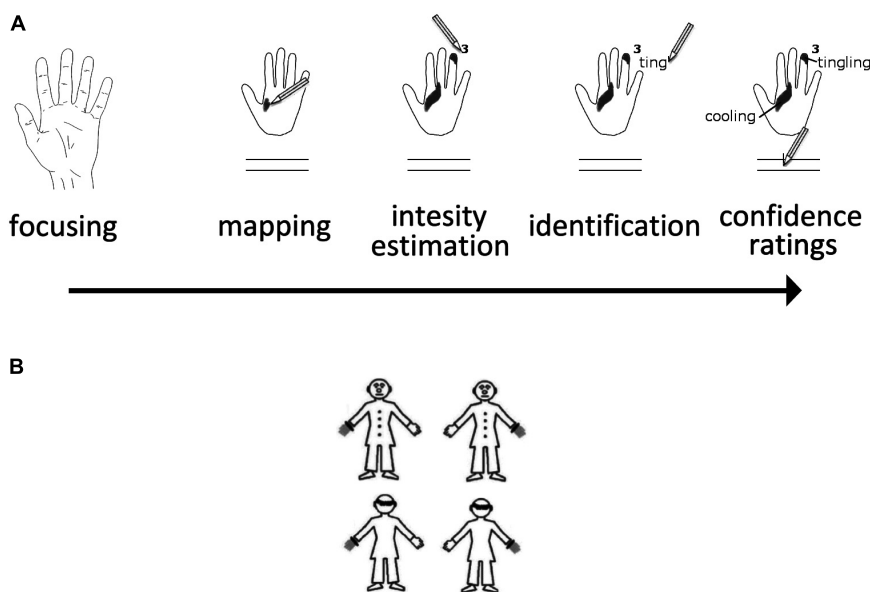 A
3
3
ting
3
tingling
cooling
focusing
mapping
intesity
estimation
identification
confidence
ratings
B